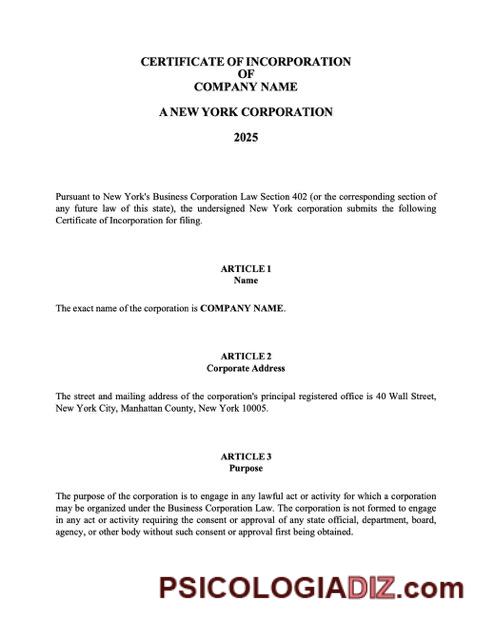 CERTIFICATE OF INCORPORATION
OF
COMPANY NAME
A NEW YORK CORPORATION
2025
Pursuant to New York's Business Corporation Law Section 402 (or the corresponding section of
any future law of this state), the undersigned New York corporation submits the following
Certificate of Incorporation for filing.
ARTICLE 1
Name
The exact name of the corporation is COMPANY NAME.
ARTICLE 2
Corporate Address
The street and mailing address of the corporation's principal registered office is 40 Wall Street,
New York City, Manhattan County, New York 10005.
ARTICLE 3
Purpose
The purpose of the corporation is to engage in any lawful act or activity for which a corporation
may be organized under the Business Corporation Law. The corporation is not formed to engage
in any act or activity requiring the consent or approval of any state official, department, board,
agency, or other body without such consent or approval first being obtained.
PSICOLOGIADIZ.com